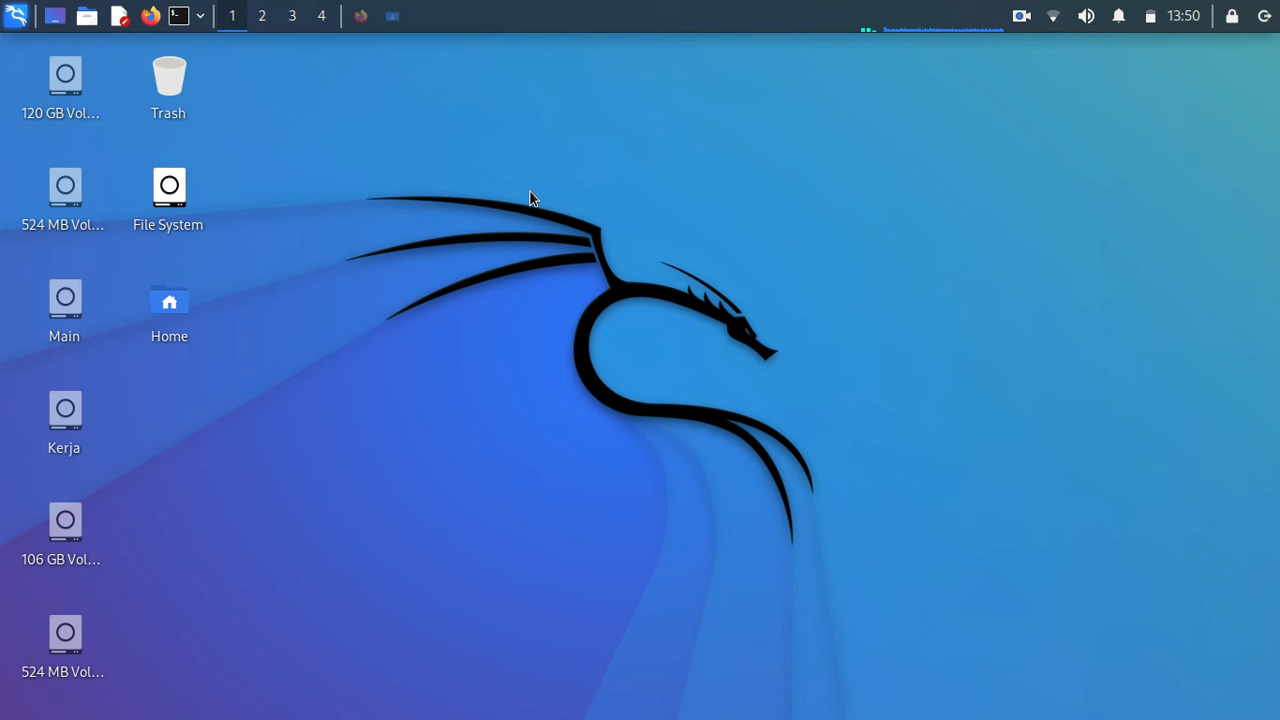 1 2 3 4
13:50
120 GB Vol...
Trash
524 MB Vol...
File System
Main
Home
Kerja
106 GB Vol...
524 MB Vol...